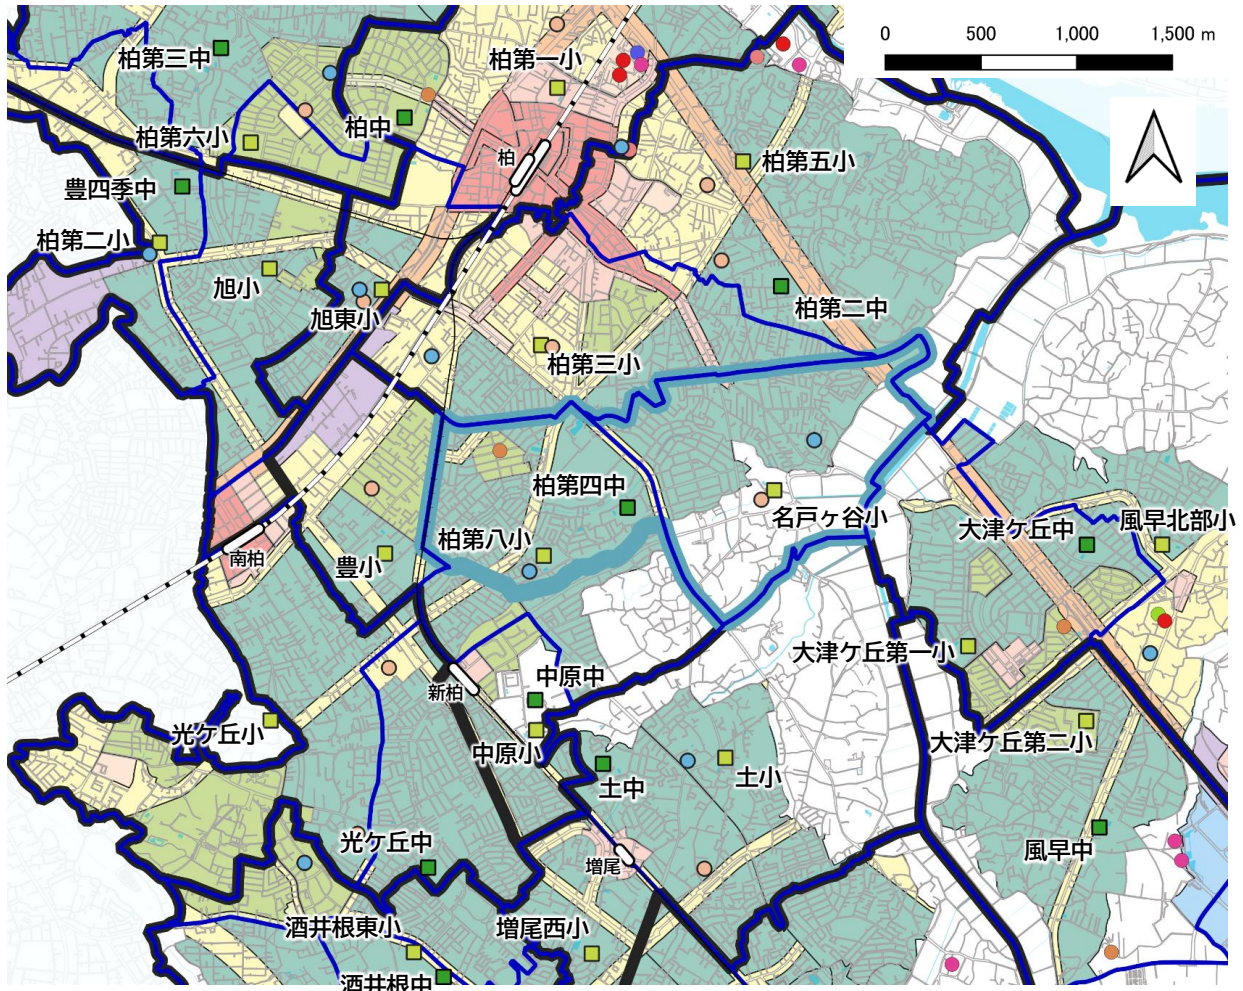 0 500 1,000 1,500 m
柏第三中
柏第一小
柏中
柏第六小
柏
柏第五小
豊四季中
柏第二小
旭小
旭東小
柏第二中
柏第三小
柏第四中
名戸ヶ谷小
大津ケ丘中
風早北部小
柏第八小
南柏
豊小
大津ケ丘第一小
中原中
新柏
光ケ丘小
中原小
大津ケ丘第二小
土中
土小
光ケ丘中
増尾
風早中
酒井根東小
増尾西小
酒井根中